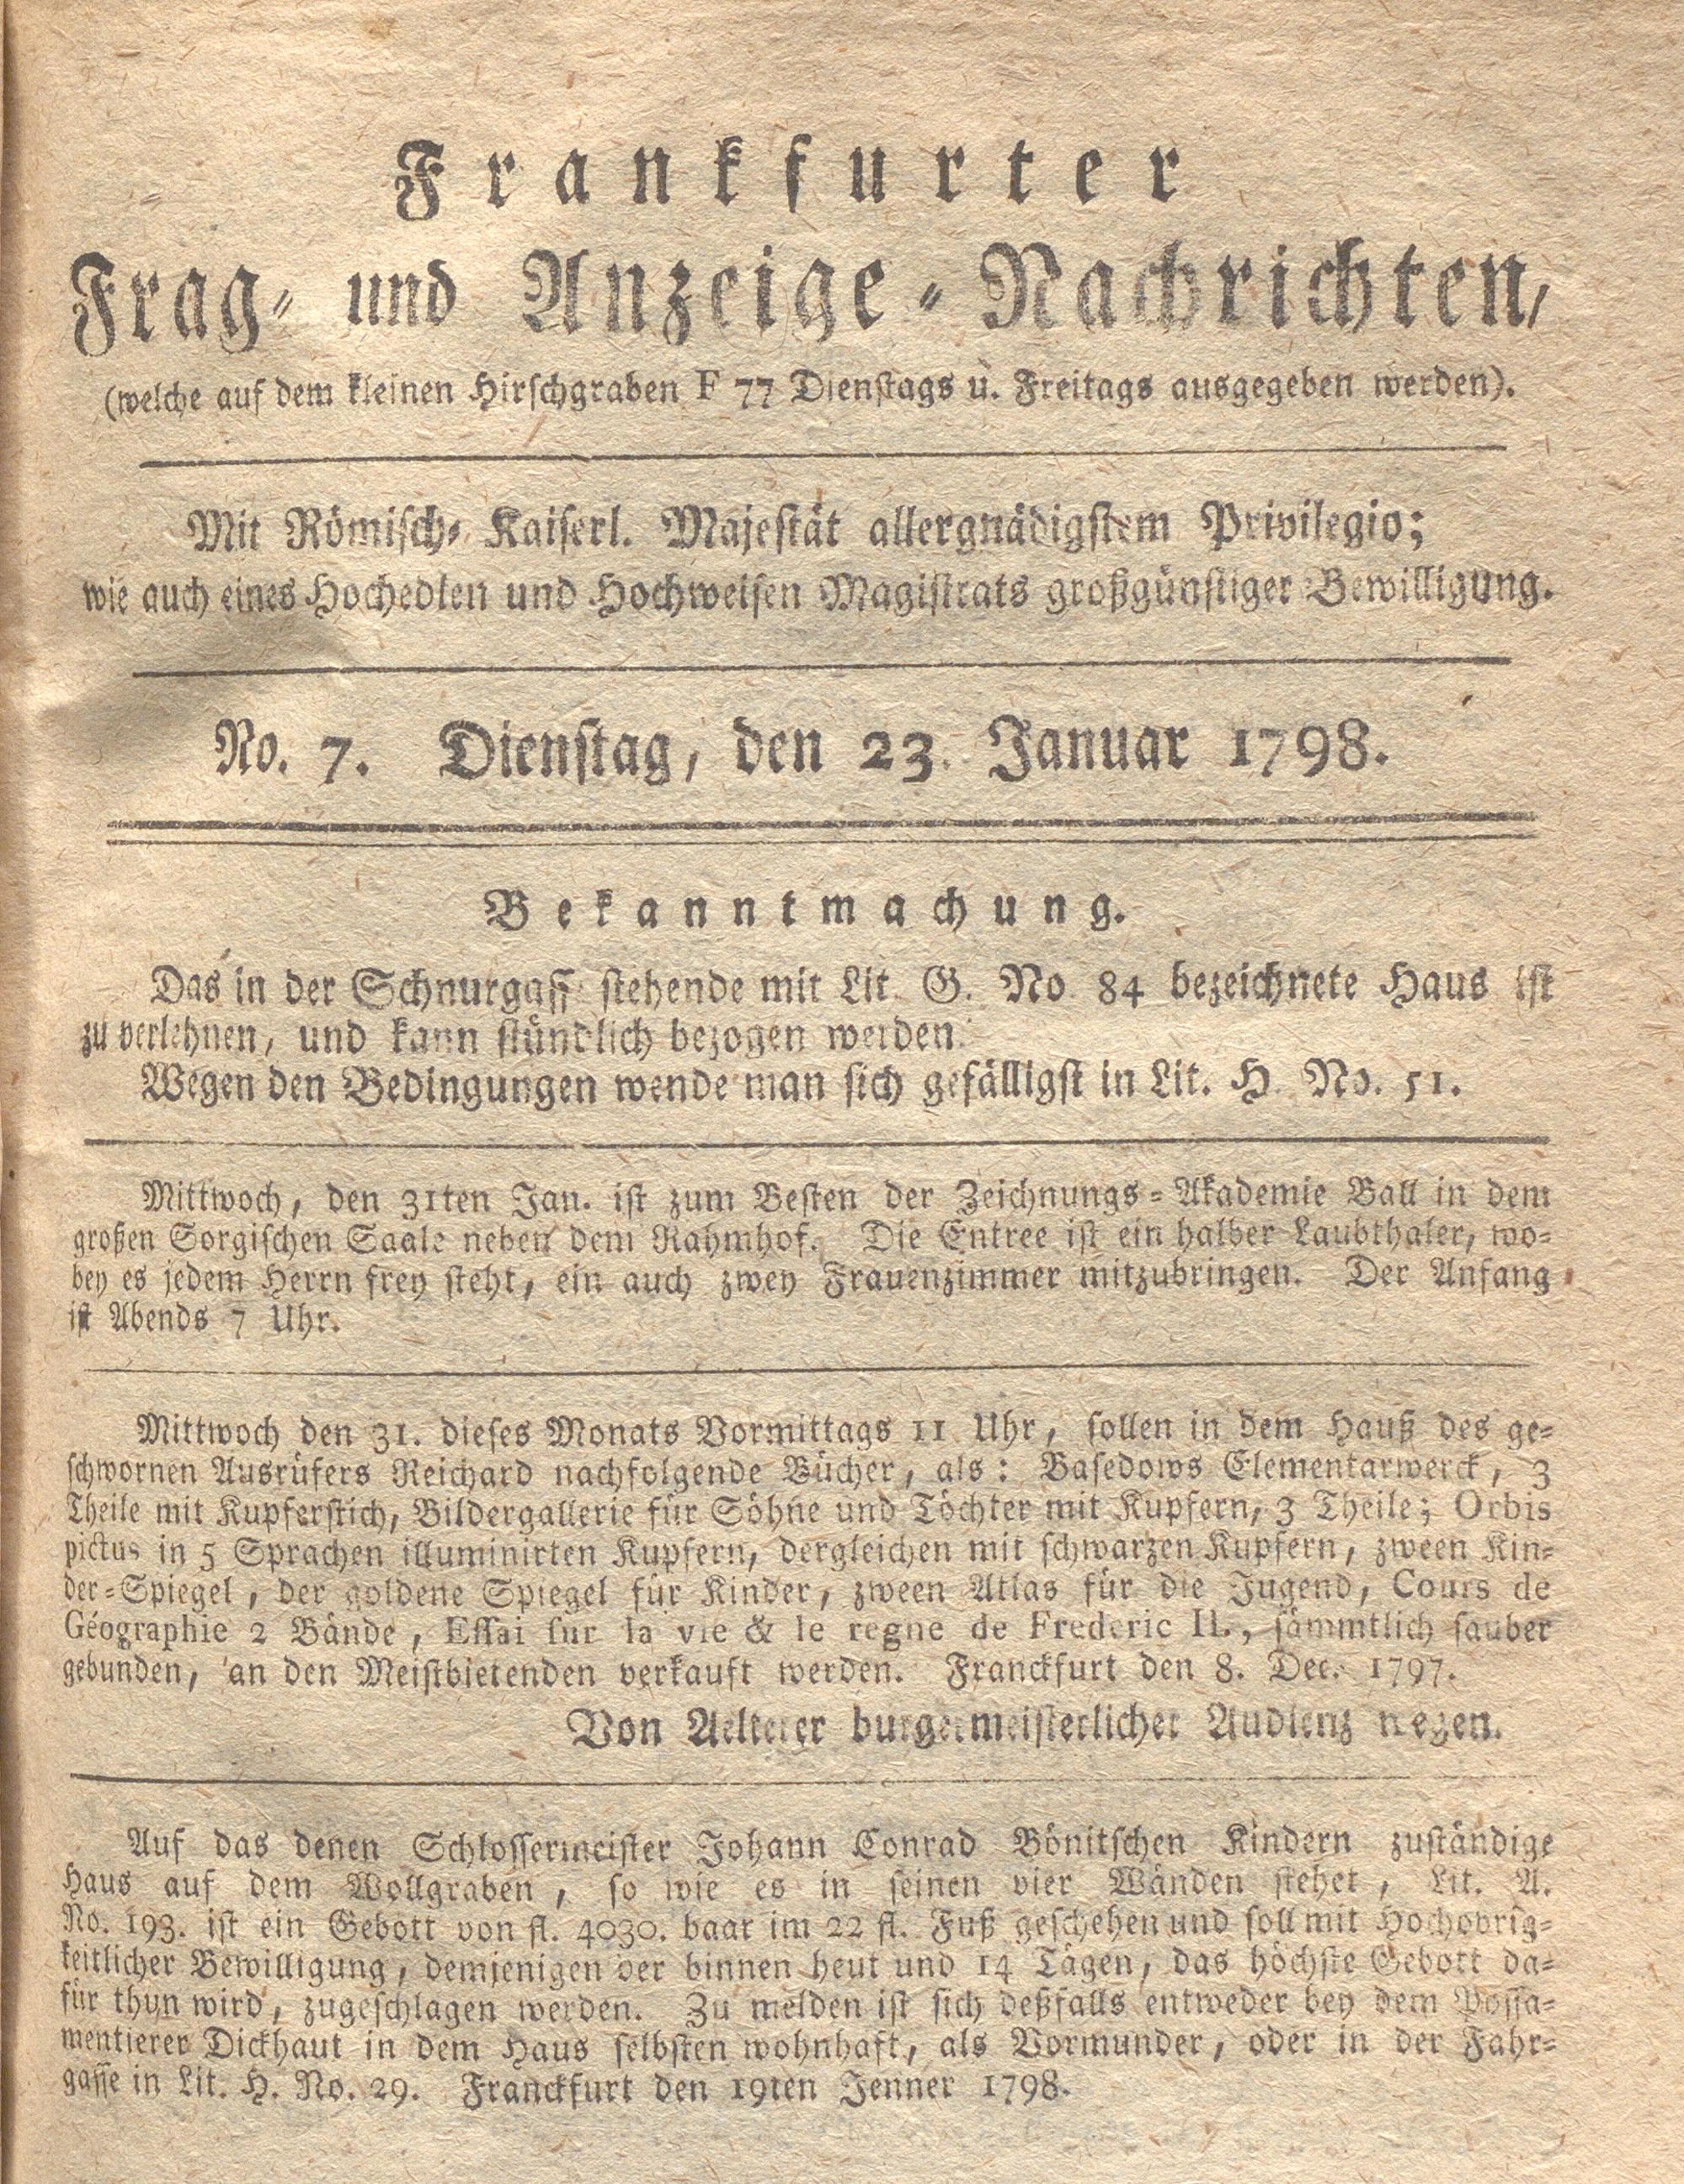 Frankfurter
Frag- und Anzeige-Nachrichten,
(welche auf dem kleinen Hirschgraben F 77 Dienstags u. Freitags ausgegeben werden).
Mit Römisch- Kaiserl. Majestät allergnädigstem Privilegio;
wie auch eines Hochedlen und Hochweisen Magistrats großgünstiger Bewilligung.
No. 7. Dienstag, den 23. Januar 1798.
Bekanntmachung.
Das in der Schnurgass stehende mit Lit. G. No 84 bezeichnete Haus ist
zu verlehnen, und kann stündlich bezogen werden.
Wegen den Bedingungen wende man sich gefälligst in Lit. H. No. 51.
Mittwoch, den 31ten Jan. ist zum Besten der Zeichnungs-Akademie Ball in dem
großen Sorgischen Saale neben dem Rahmhof. Die Entree ist ein halber Laubthaler, wo-
bey es jedem Herrn frey steht, ein auch zwey Frauenzimmer mitzubringen. Der Anfang
ist Abends 7 Uhr.
Mittwoch den 31. dieses Monats Vormittags 11 Uhr, sollen in dem Hauß des ge-
schwornen Ausrüfers Reichard nachfolgende Bücher, als: Basedows Elementarwerck, 3
Theile mit Kupferstich, Bildergallerie für Söhne und Töchter mit Kupfern, 3 Theile; Orbis
pictus in 5 Sprachen illuminirten Kupfern, dergleichen mit schwarzen Kupfern, zween Kin-
der-Spiegel, der goldene Spiegel für Kinder, zween Atlas für die Jugend, Cours de
Géographie 2 Bände, Essai sur la vie & le regne de Frederic II., sämmtlich sauber
gebunden, an den Meistbietenden verkauft werden. Franckfurt den 8. Dec. 1797.
Von Aelterer burgermeisterlicher Audienz wegen.
Auf das denen Schlossermeister Johann Conrad Bönitschen Kindern zuständige
Haus auf dem Wollgraben, so wie es in seinen vier Wänden stehet, Lit. A.
No. 193. ist ein Gebott von fl. 4030. baar im 22 fl. Fuß geschehen und soll mit Hochobrig-
keitlicher Bewilligung, demjenigen der binnen heut und 14 Tägen, das höchste Gebott da-
für thun wird, zugeschlagen werden. Zu melden ist sich deßfalls entweder bey dem Possa-
mentierer Dickhaut in dem Haus selbsten wohnhaft, als Vormunder, oder in der Fahr-
gasse in Lit. H. No. 29. Franckfurt den 19ten Jenner 1798.